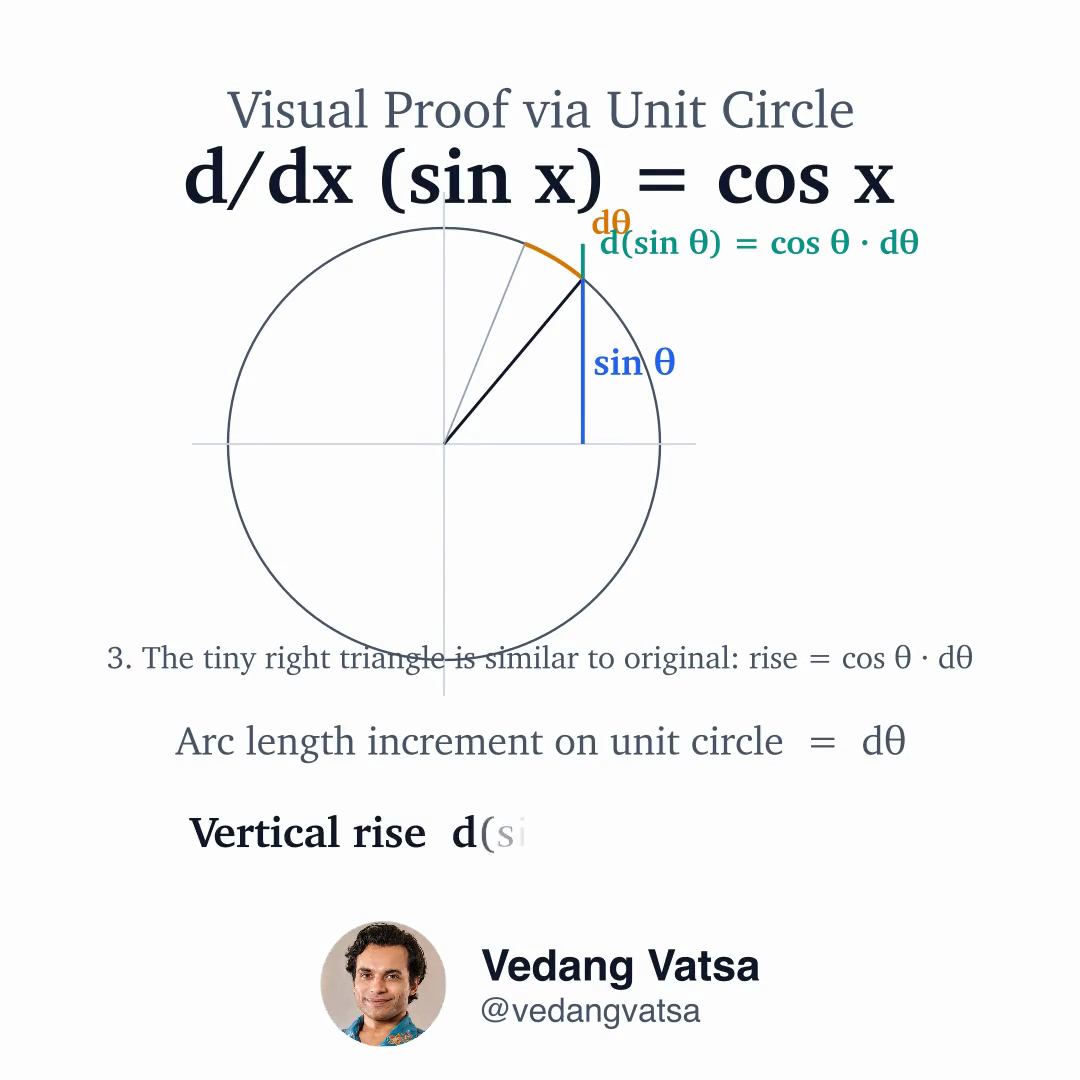 Visual Proof via Unit Circle
d/dx (sin x) = cos x
dθ
d(sin θ) = cos θ · dθ
sin θ
3. The tiny right triangle is similar to original: rise = cos θ · dθ
Arc length increment on unit circle = dθ
Vertical rise d(si
Vedang Vatsa
@vedangvatsa